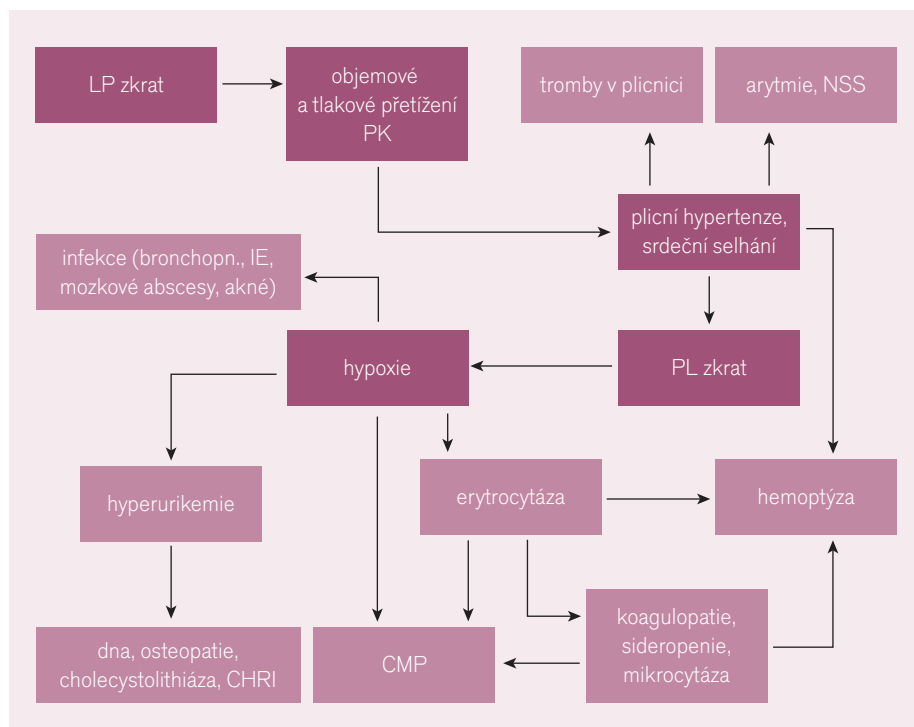 LP zkrat
objemové
a tlakové přetížení
PK
tromby v plicnici
arytmie, NSS
plicní hypertenze,
srdeční selhání
infekce (bronchopn., IE,
mozkové abscesy, akné)
hypoxie
PL zkrat
hyperurikemie
erytrocytáza
hemoptýza
dna, osteopatie,
cholecystolithiáza, CHRI
CMP
koagulopatie,
sideropenie,
mikrocytáza